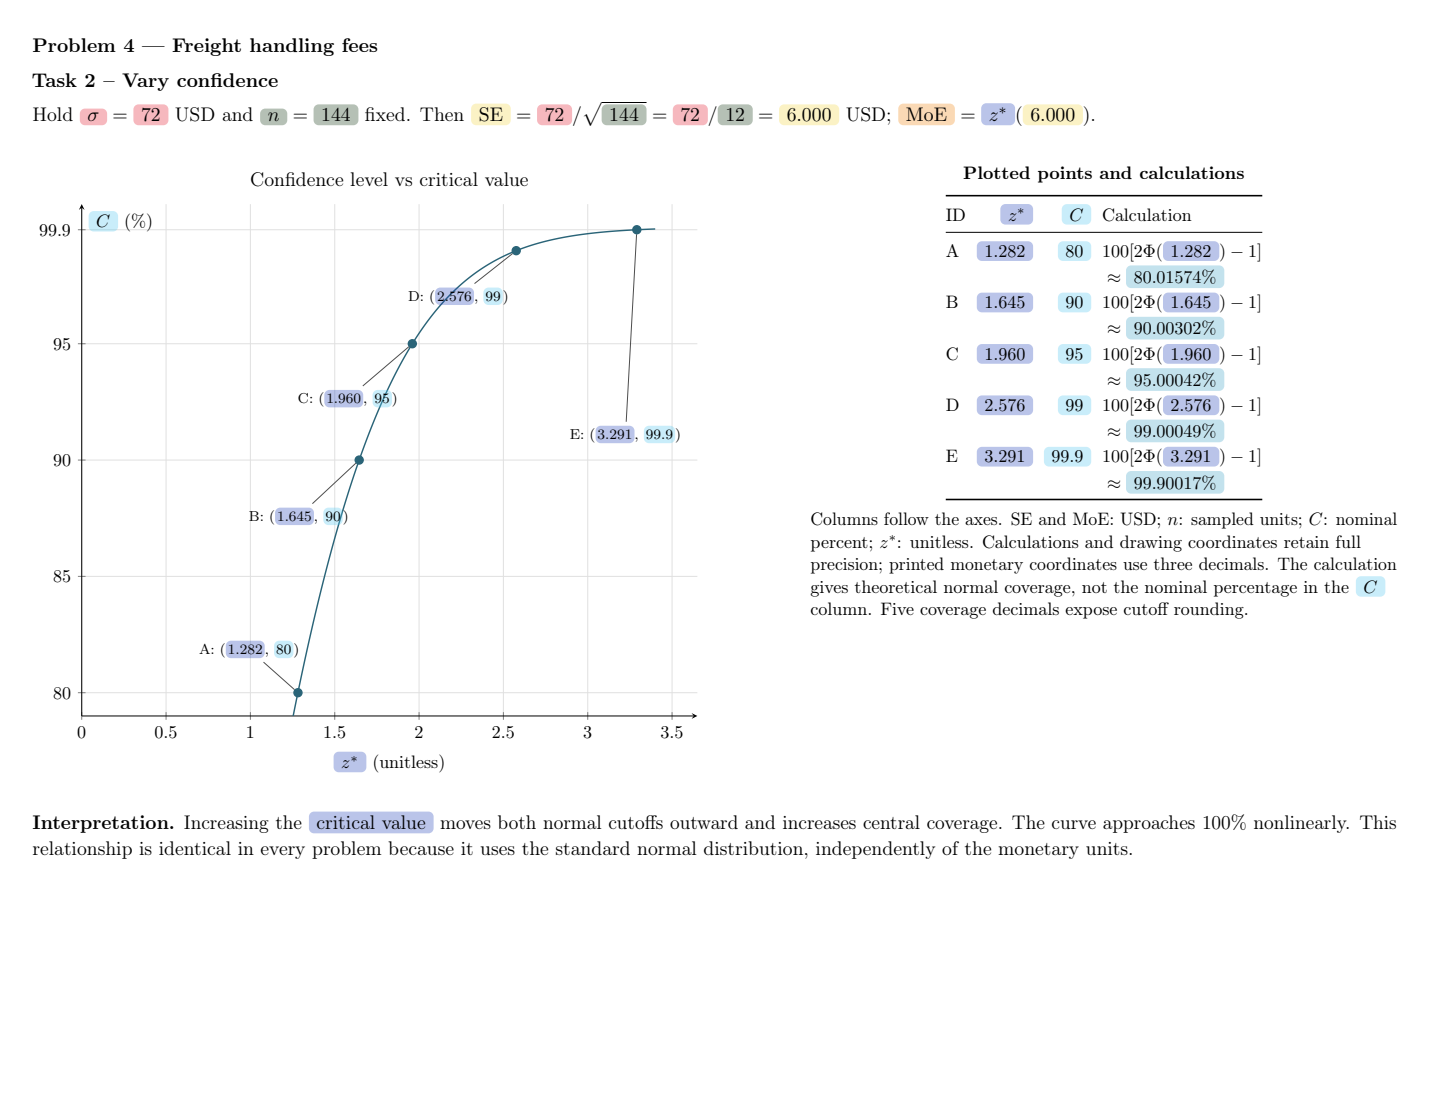 Problem 4 — Freight handling fees
Task 2 – Vary confidence
Hold σ = 72 USD and n = 144 fixed. Then SE = 72/√144 = 72/12 = 6.000 USD; MoE = z*(6.000).
Confidence level vs critical value
C (%)
99.9
95
90
85
80
0 0.5 1 1.5 2 2.5 3 3.5
z* (unitless)
D: (2.576, 99)
C: (1.960, 95)
E: (3.291, 99.9)
B: (1.645, 90)
A: (1.282, 80)
Plotted points and calculations
ID z* C Calculation
A 1.282 80 100[2Φ(1.282) − 1]
≈ 80.01574%
B 1.645 90 100[2Φ(1.645) − 1]
≈ 90.00302%
C 1.960 95 100[2Φ(1.960) − 1]
≈ 95.00042%
D 2.576 99 100[2Φ(2.576) − 1]
≈ 99.00049%
E 3.291 99.9 100[2Φ(3.291) − 1]
≈ 99.90017%
Columns follow the axes. SE and MoE: USD; n: sampled units; C: nominal
percent; z*: unitless. Calculations and drawing coordinates retain full
precision; printed monetary coordinates use three decimals. The calculation
gives theoretical normal coverage, not the nominal percentage in the C
column. Five coverage decimals expose cutoff rounding.
Interpretation. Increasing the critical value moves both normal cutoffs outward and increases central coverage. The curve approaches 100% nonlinearly. This
relationship is identical in every problem because it uses the standard normal distribution, independently of the monetary units.